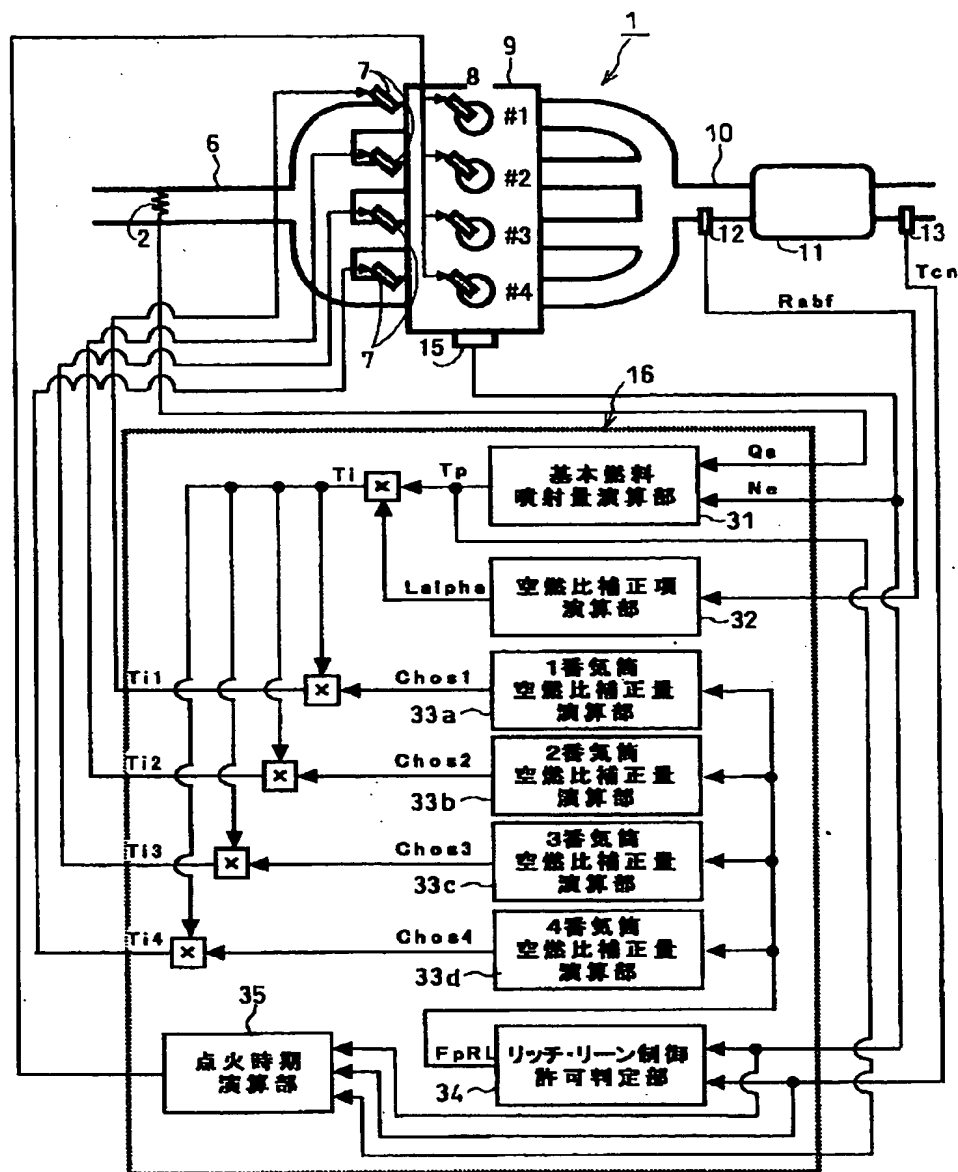 1
7
8
9
#1
#2
#3
#4
6
2
7
10
12
11
13
Tcn
Rabf
15
16
Ti
Tp
Qa
Ne
×
基本燃料
噴射量演算部
31
Lalpha
空燃比補正項
演算部
32
Ti1
×
Chos1
1番気筒
空燃比補正量
演算部
33a
Ti2
×
Chos2
2番気筒
空燃比補正量
演算部
33b
Ti3
×
Chos3
3番気筒
空燃比補正量
演算部
33c
Ti4
×
Chos4
4番気筒
空燃比補正量
演算部
33d
35
点火時期
演算部
FpRL
リッチ・リーン制御
許可判定部
34